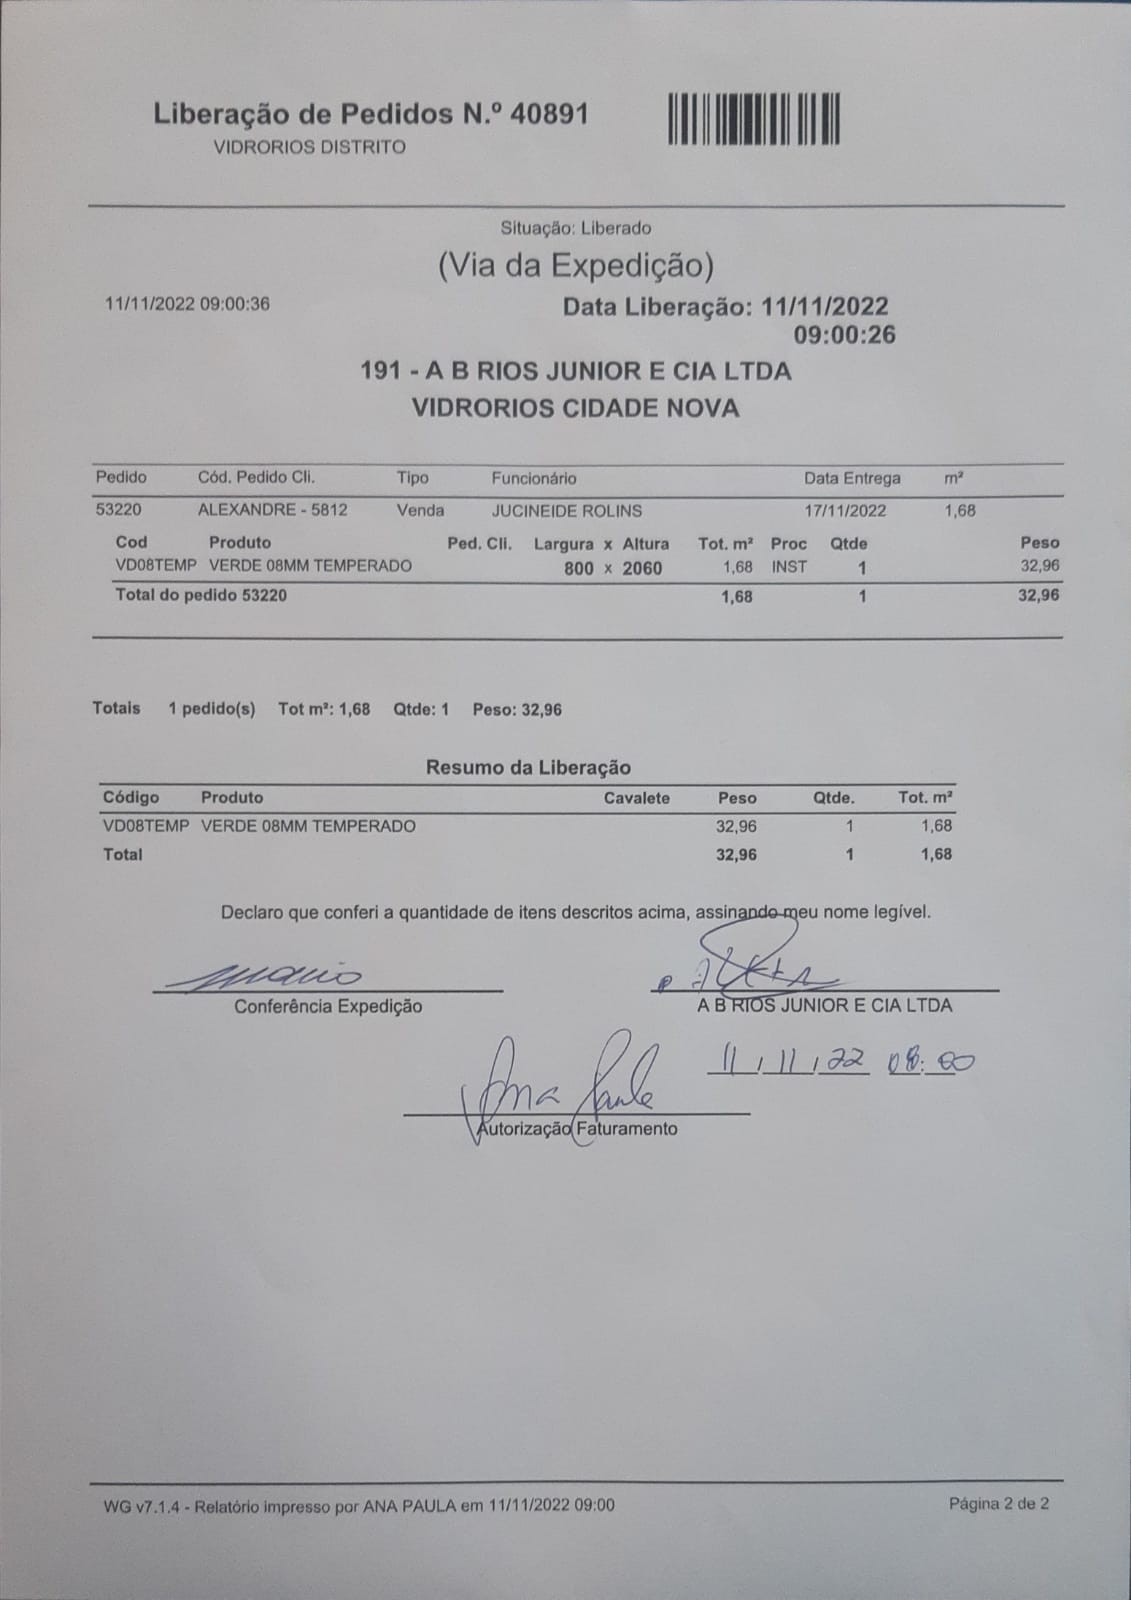 Liberação de Pedidos N.º 40891
VIDRORIOS DISTRITO
Situação: Liberado
(Via da Expedição)
11/11/2022 09:00:36
Data Liberação: 11/11/2022
09:00:26
191 - A B RIOS JUNIOR E CIA LTDA
VIDRORIOS CIDADE NOVA
Pedido Cód. Pedido Cli. Tipo Funcionário Data Entrega m²
53220 ALEXANDRE - 5812 Venda JUCINEIDE ROLINS 17/11/2022 1,68
Cod Produto Ped. Cli. Largura x Altura Tot. m² Proc Qtde Peso
VD08TEMP VERDE 08MM TEMPERADO 800 x 2060 1,68 INST 1 32,96
Total do pedido 53220 1,68 1 32,96
Totais 1 pedido(s) Tot m²: 1,68 Qtde: 1 Peso: 32,96
Resumo da Liberação
Código Produto Cavalete Peso Qtde. Tot. m²
VD08TEMP VERDE 08MM TEMPERADO 32,96 1 1,68
Total 32,96 1 1,68
Declaro que conferi a quantidade de itens descritos acima, assinando meu nome legível.
Conferência Expedição
A B RIOS JUNIOR E CIA LTDA
11/11/22 08:00
Ana Paula
Autorização Faturamento
WG v7.1.4 - Relatório impresso por ANA PAULA em 11/11/2022 09:00
Página 2 de 2